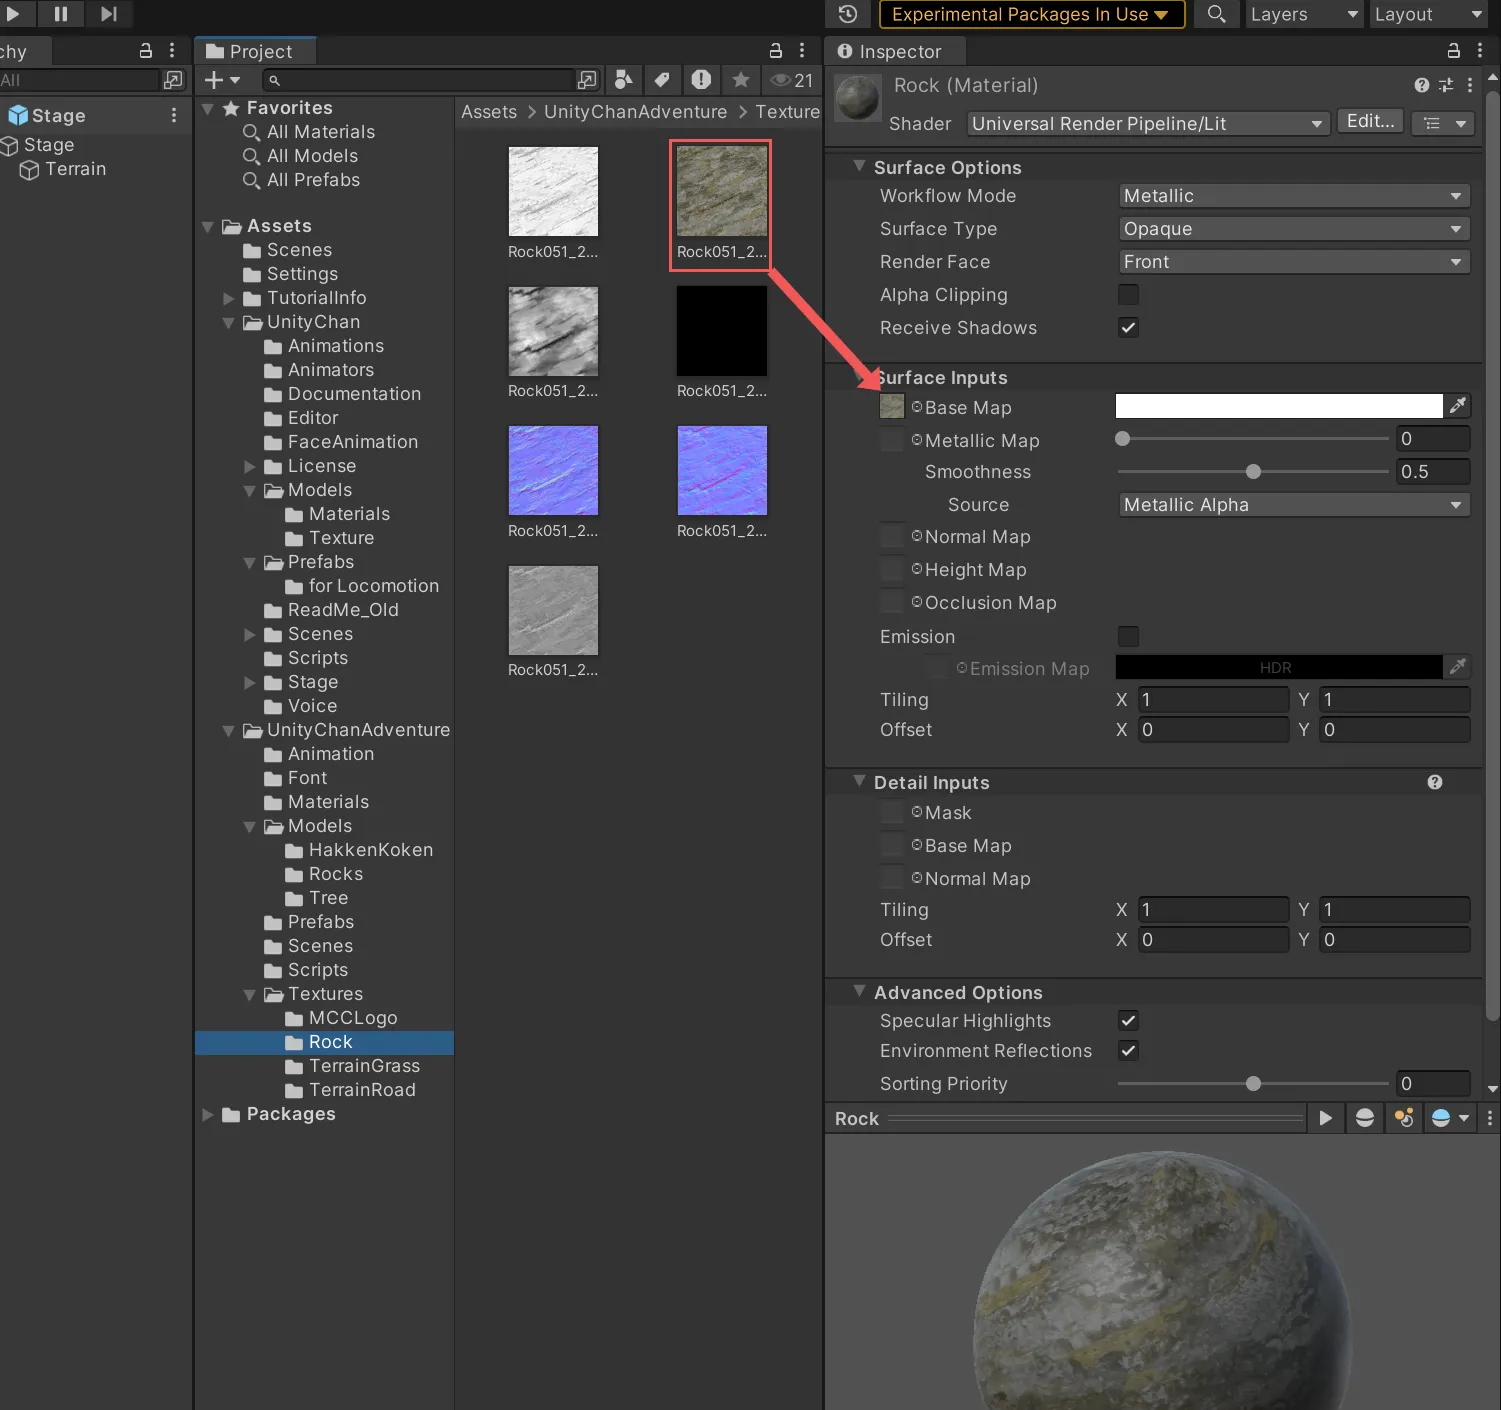 Experimental Packages In Use
Layers
Layout
chy
Project
Inspector
All
21
Stage
Stage
Terrain
Favorites
All Materials
All Models
All Prefabs
Assets
Scenes
Settings
TutorialInfo
UnityChan
Animations
Animators
Documentation
Editor
FaceAnimation
License
Models
Materials
Texture
Prefabs
for Locomotion
ReadMe_Old
Scenes
Scripts
Stage
Voice
UnityChanAdventure
Animation
Font
Materials
Models
HakkenKoken
Rocks
Tree
Prefabs
Scenes
Scripts
Textures
MCCLogo
Rock
TerrainGrass
TerrainRoad
Packages
Assets > UnityChanAdventure > Texture
Rock051_2...
Rock051_2...
Rock051_2...
Rock051_2...
Rock051_2...
Rock051_2...
Rock051_2...
Rock (Material)
Shader Universal Render Pipeline/Lit Edit...
Surface Options
Workflow Mode Metallic
Surface Type Opaque
Render Face Front
Alpha Clipping
Receive Shadows
Surface Inputs
Base Map
Metallic Map 0
Smoothness 0.5
Source Metallic Alpha
Normal Map
Height Map
Occlusion Map
Emission
Emission Map HDR
Tiling X 1 Y 1
Offset X 0 Y 0
Detail Inputs
Mask
Base Map
Normal Map
Tiling X 1 Y 1
Offset X 0 Y 0
Advanced Options
Specular Highlights
Environment Reflections
Sorting Priority 0
Rock